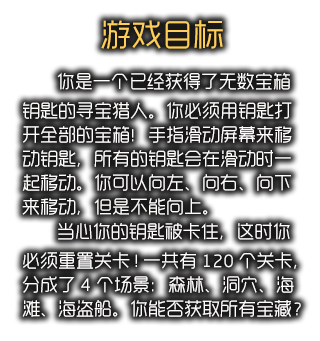 游戏目标
你是一个已经获得了无数宝箱
钥匙的寻宝猎人。你必须用钥匙打
开全部的宝箱！手指滑动屏幕来移
动钥匙，所有的钥匙会在滑动时一
起移动。你可以向左、向右、向下
来移动，但是不能向上。
当心你的钥匙被卡住，这时你
必须重置关卡！一共有 120 个关卡，
分成了 4 个场景：森林、洞穴、海
滩、海盗船。你能否获取所有宝藏？